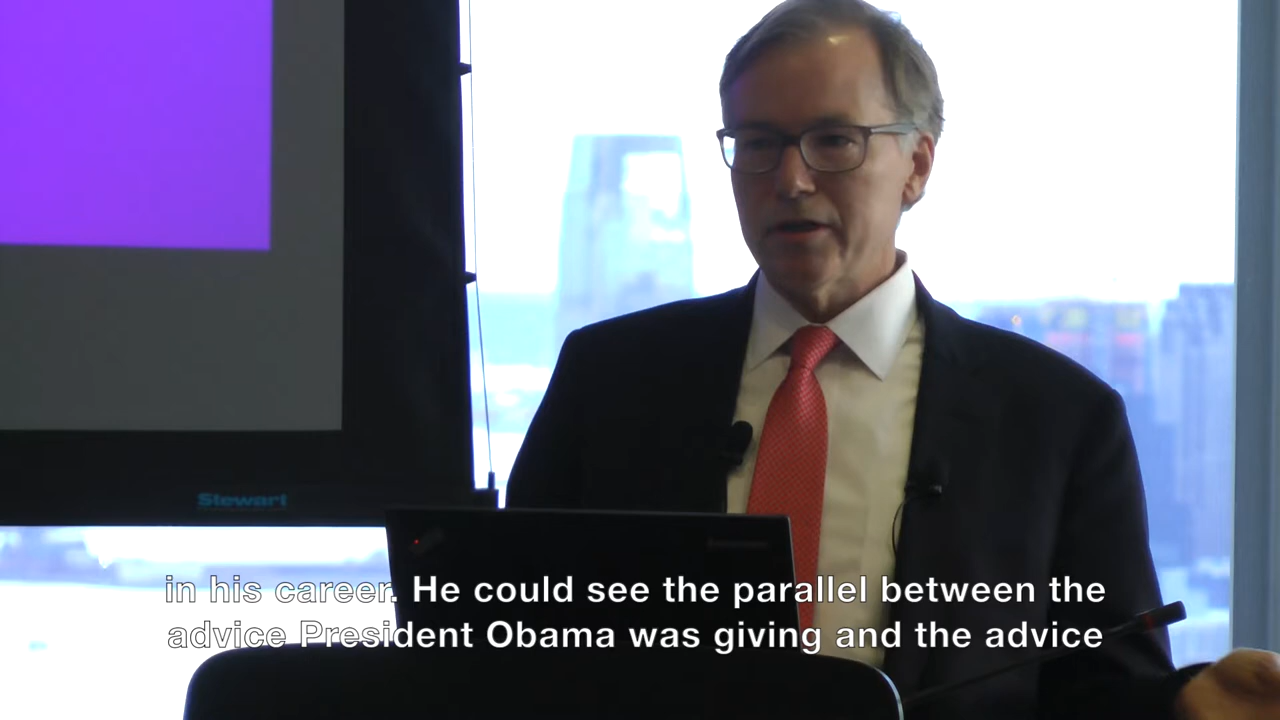 Stewart
in his career. He could see the parallel between the
advice President Obama was giving and the advice